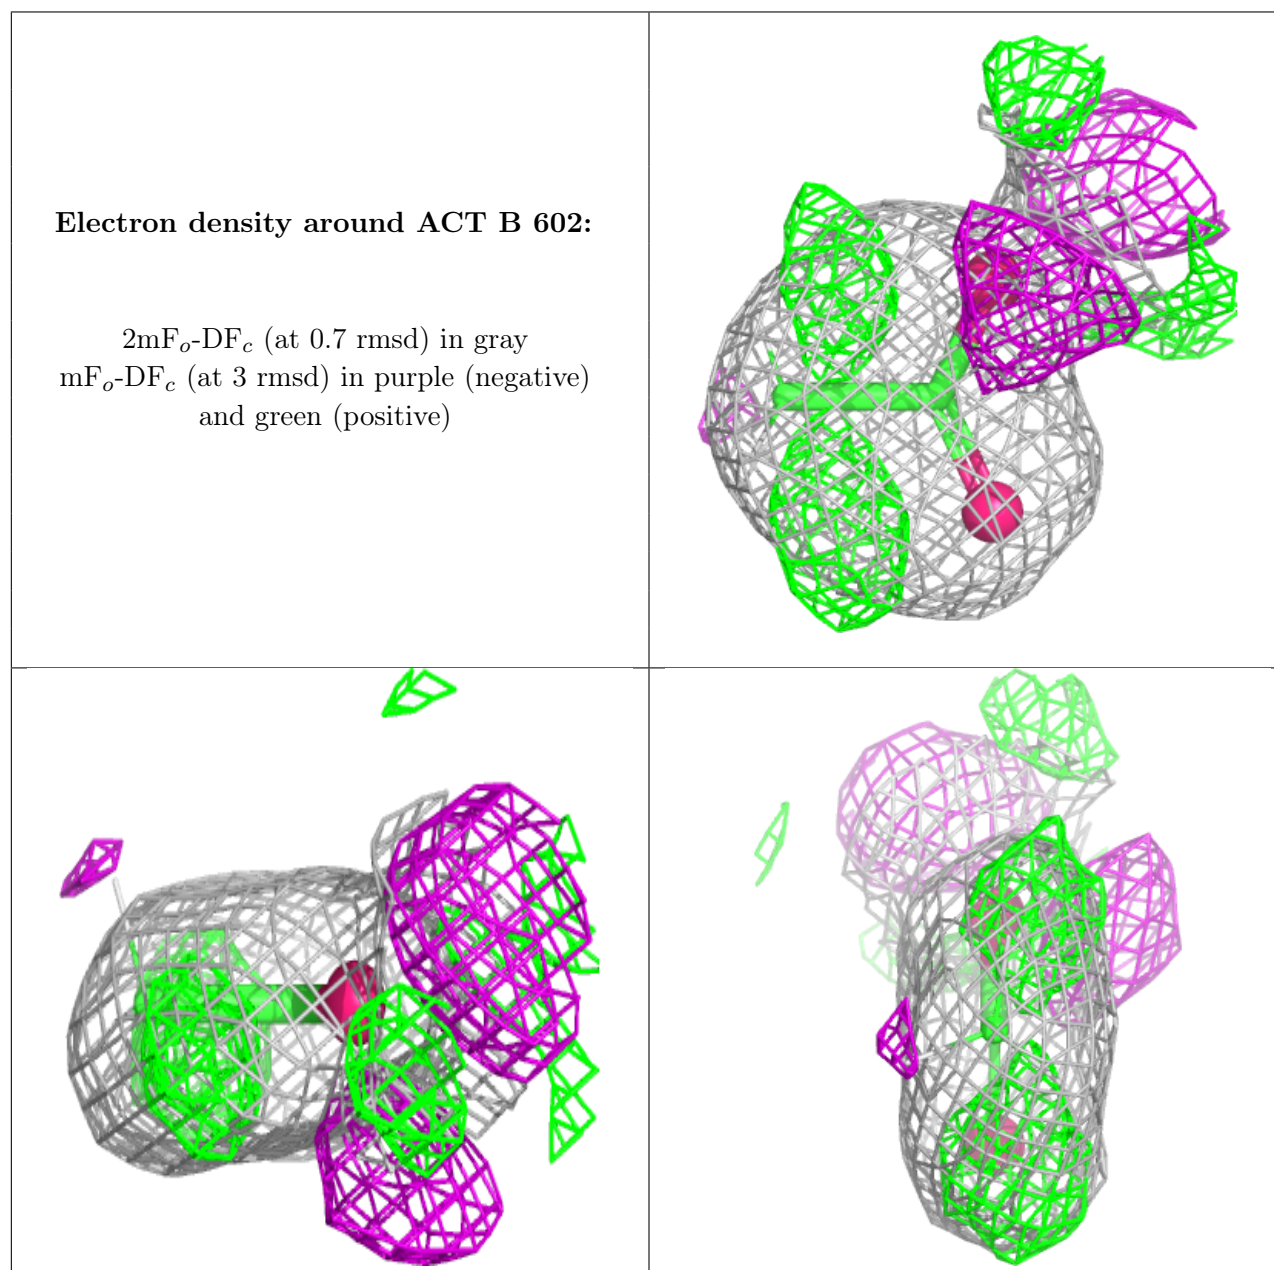 Electron density around ACT B 602:
2mFo-DFc (at 0.7 rmsd) in gray
mFo-DFc (at 3 rmsd) in purple (negative)
and green (positive)